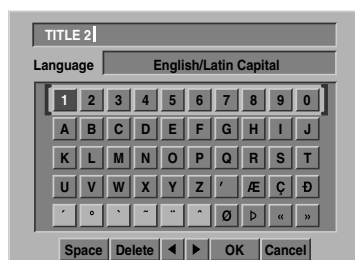 TITLE 2
Language English/Latin Capital
1 2 3 4 5 6 7 8 9 0
A B C D E F G H I J
K L M N O P Q R S T
U V W X Y Z ′ Æ Ç Đ
´ ° ` ~ ¨ ^ Ø Þ « »
Space Delete ◀ ▶ OK Cancel